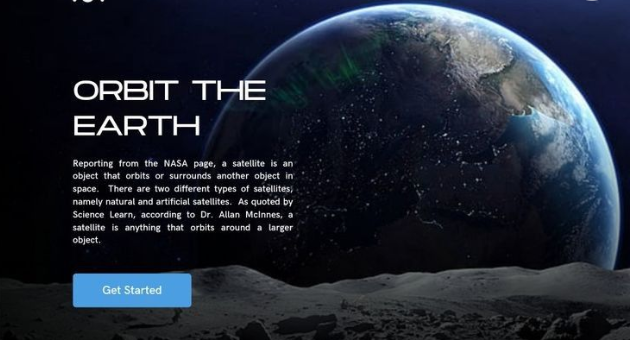 ORBIT THE
EARTH
Reporting from the NASA page, a satellite is an
object that orbits or surrounds another object in
space. There are two different types of satellites,
namely natural and artificial satellites. As quoted by
Science Learn, according to Dr. Allan McInnes, a
satellite is anything that orbits around a larger
object.
Get Started